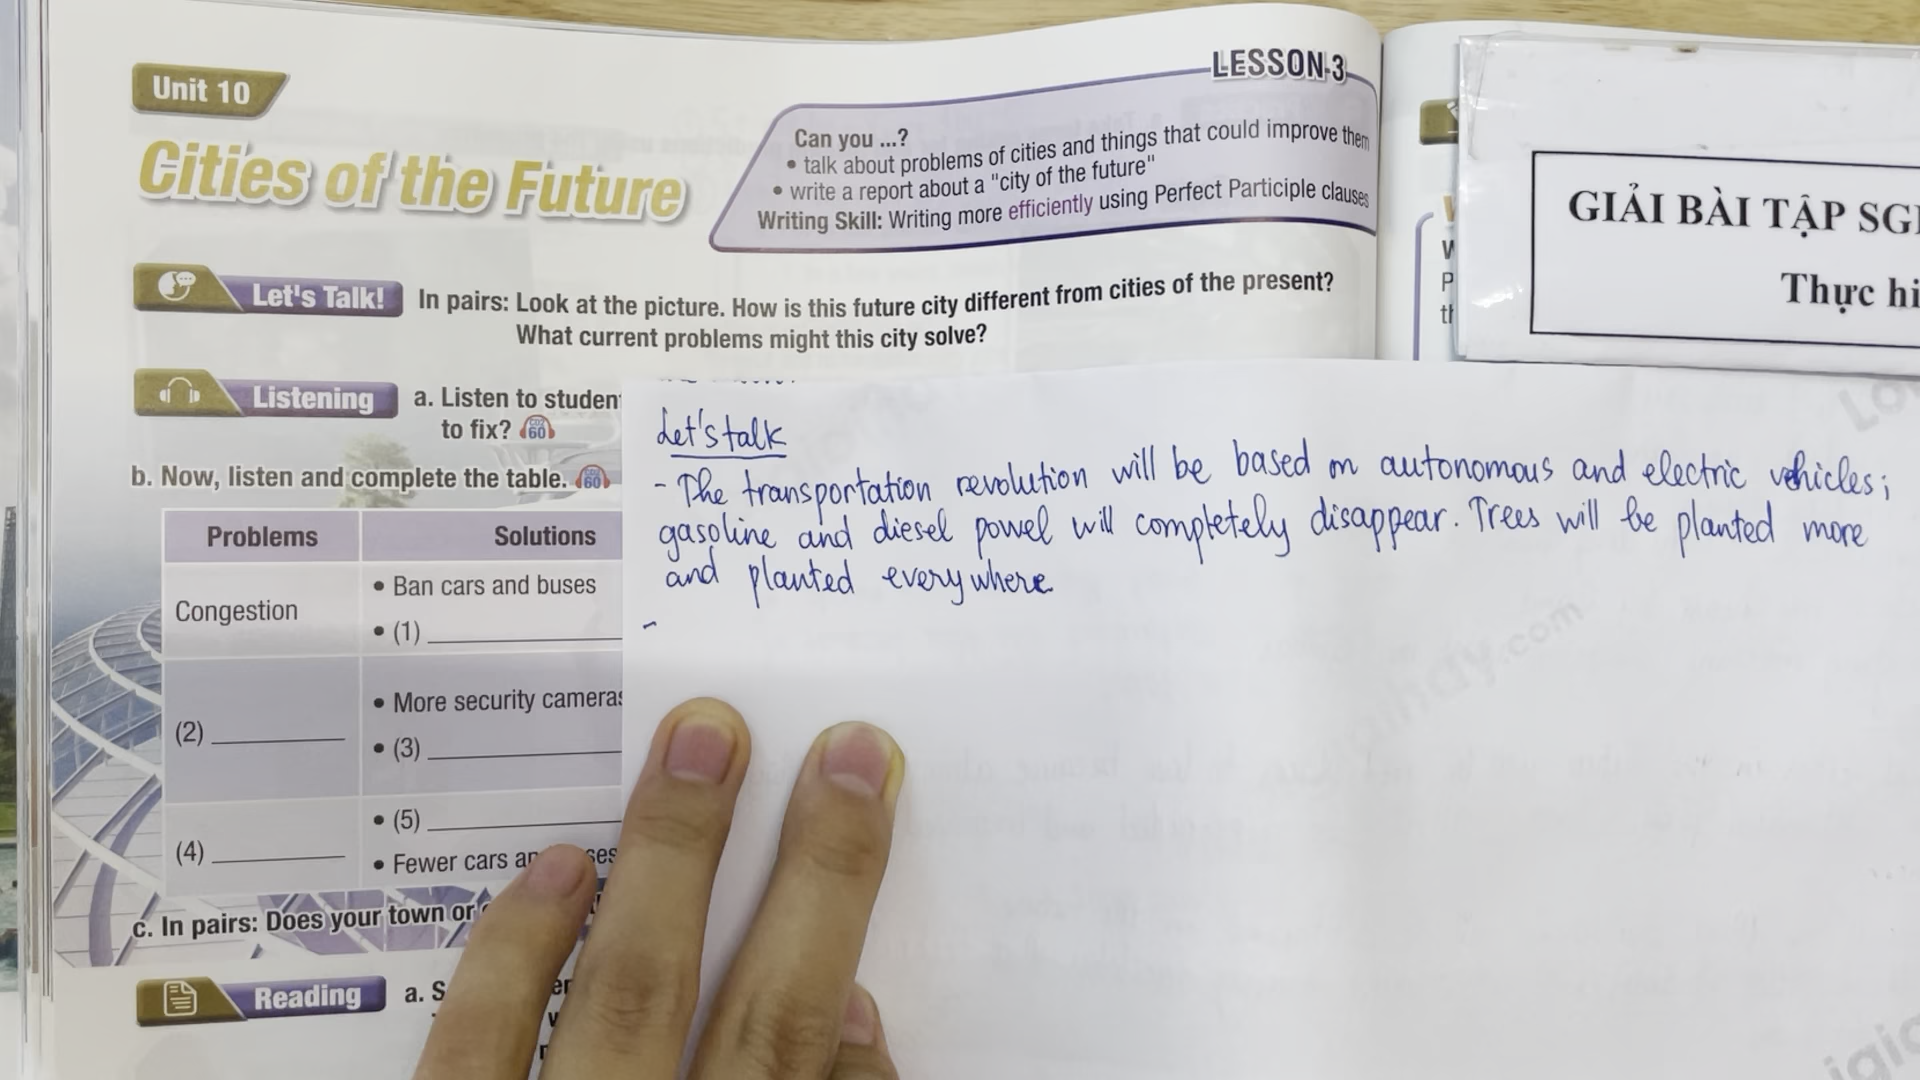 LESSON 3
Unit 10
Cities of the Future
Can you ...?
• talk about problems of cities and things that could improve them
• write a report about a "city of the future"
Writing Skill: Writing more efficiently using Perfect Participle clauses
Let's Talk!
In pairs: Look at the picture. How is this future city different from cities of the present?
What current problems might this city solve?
Listening
a. Listen to studen
to fix? CD2 60
b. Now, listen and complete the table. CD2 60
Problems Solutions
Congestion
• Ban cars and buses
• (1)
(2)
• More security cameras
• (3)
(4)
• (5)
• Fewer cars an ses
c. In pairs: Does your town or
Reading
a. S
Let's talk
- The transportation revolution will be based on autonomous and electric vehicles;
gasoline and diesel powel will completely disappear. Trees will be planted more
and planted everywhere
-
GIẢI BÀI TẬP SG
Thực hi